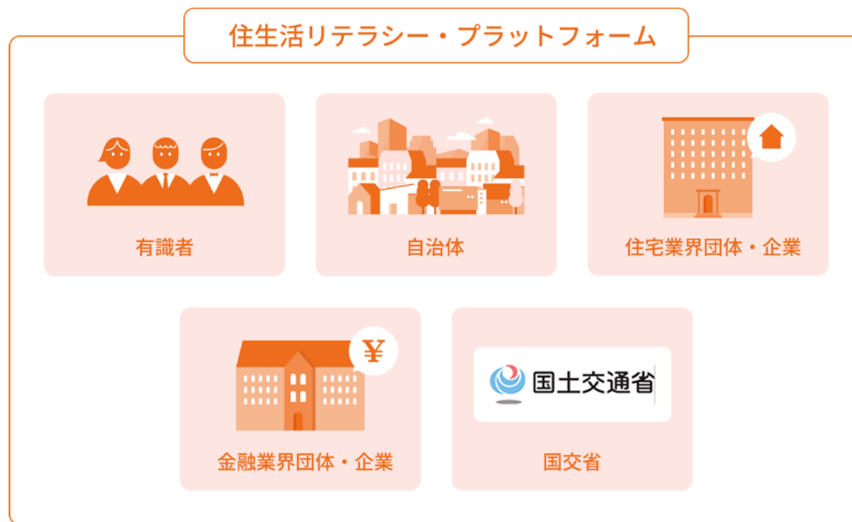 住生活リテラシー・プラットフォーム
有識者
自治体
住宅業界団体・企業
¥
金融業界団体・企業
国土交通省
国交省